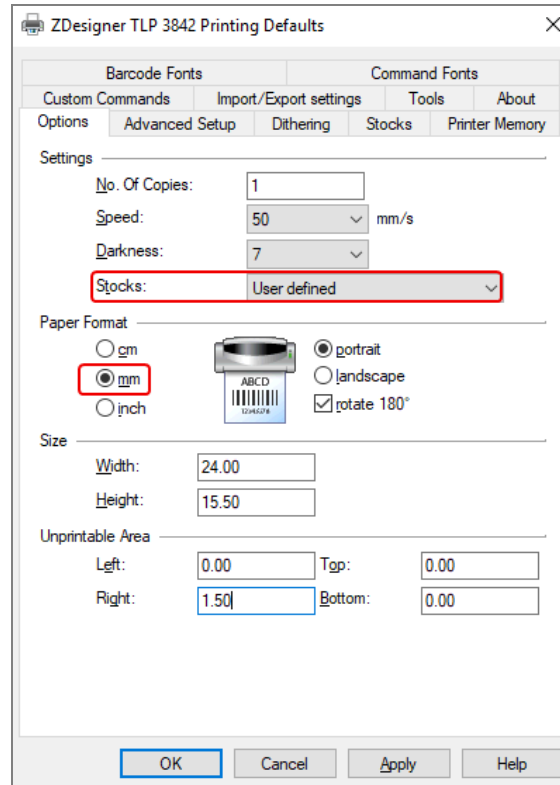 ZDesigner TLP 3842 Printing Defaults
Barcode Fonts Command Fonts
Custom Commands Import/Export settings Tools About
Options Advanced Setup Dithering Stocks Printer Memory
Settings
No. Of Copies: 1
Speed: 50 mm/s
Darkness: 7
Stocks: User defined
Paper Format
cm portrait
mm landscape
inch rotate 180°
ABCD
12345678
Size
Width: 24.00
Height: 15.50
Unprintable Area
Left: 0.00 Top: 0.00
Right: 1.50 Bottom: 0.00
OK Cancel Apply Help